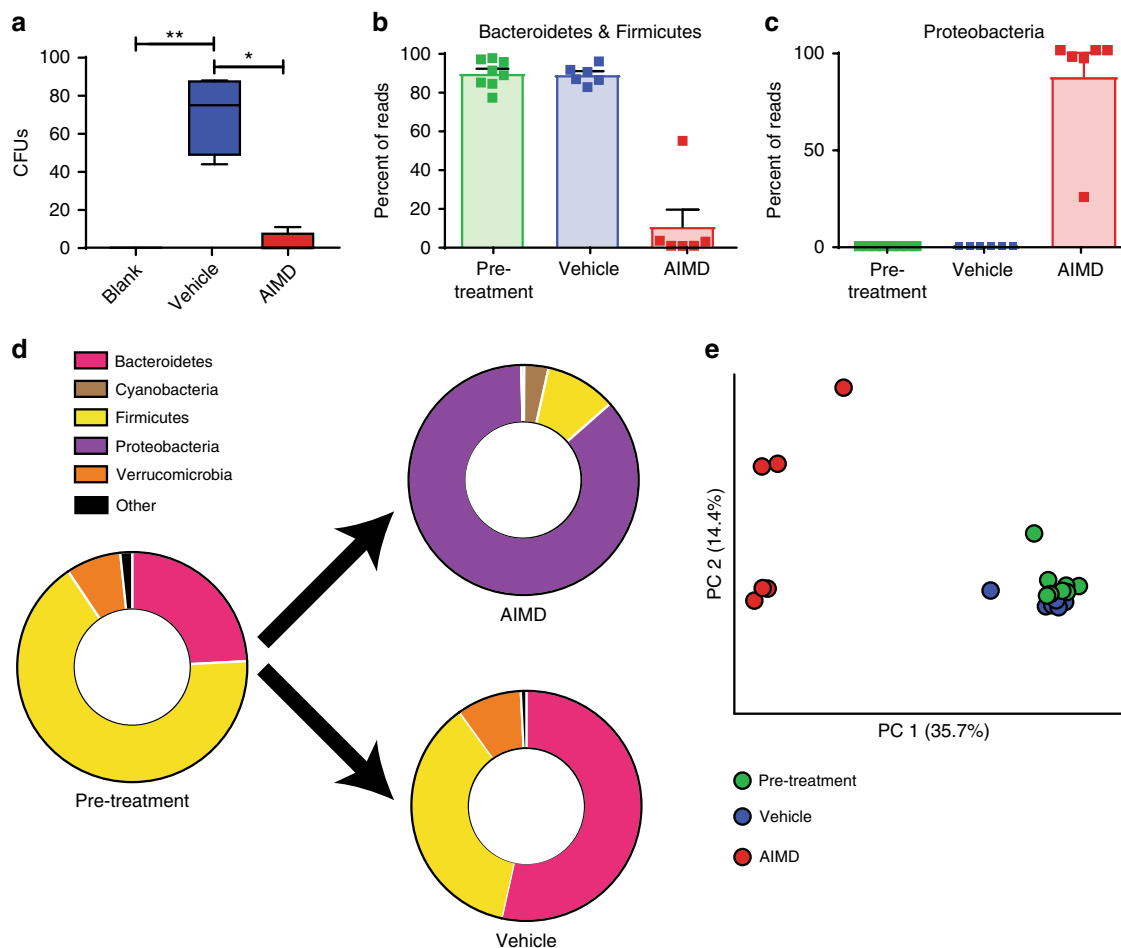 a
**
*
100
80
60
40
20
0
CFUs
Blank
Vehicle
AIMD
b
Bacteroidetes & Firmicutes
100
80
60
40
20
0
Percent of reads
Pre-
treatment
Vehicle
AIMD
c
Proteobacteria
100
50
0
Percent of reads
Pre-
treatment
Vehicle
AIMD
d
Bacteroidetes
Cyanobacteria
Firmicutes
Proteobacteria
Verrucomicrobia
Other
Pre-treatment
AIMD
Vehicle
e
PC 2 (14.4%)
PC 1 (35.7%)
Pre-treatment
Vehicle
AIMD